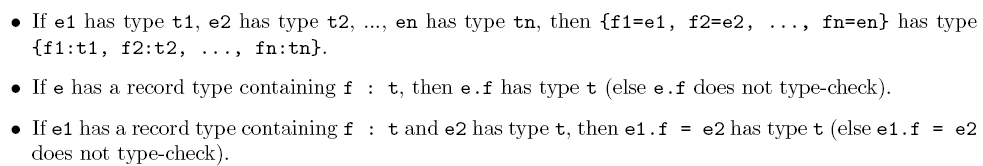 • If e1 has type t1, e2 has type t2, ..., en has type tn, then {f1=e1, f2=e2, ..., fn=en} has type
{f1:t1, f2:t2, ..., fn:tn}.
• If e has a record type containing f : t, then e.f has type t (else e.f does not type-check).
• If e1 has a record type containing f : t and e2 has type t, then e1.f = e2 has type t (else e1.f = e2
does not type-check).